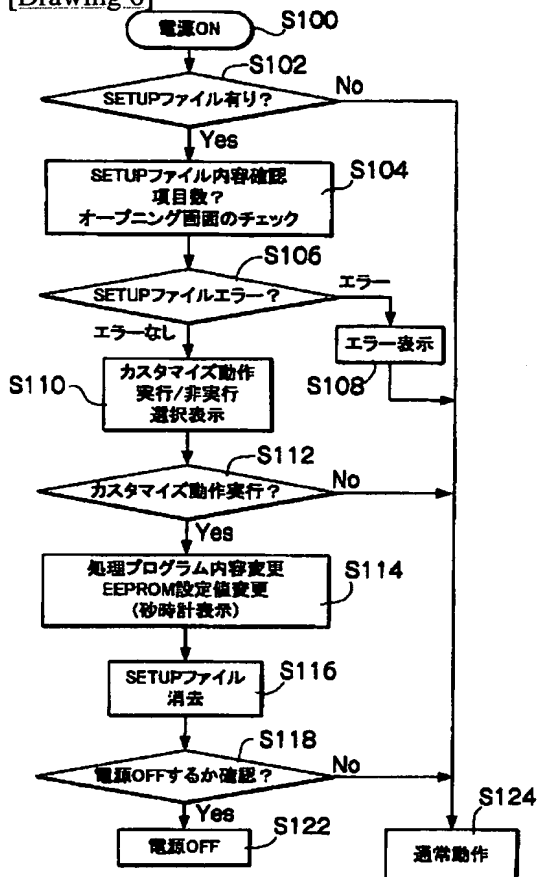 [Drawing 6]
電源ON
S100
S102
SETUPファイル有り？
No
Yes
SETUPファイル内容確認
項目数？
オープニング画面のチェック
S104
S106
SETUPファイルエラー？
エラー
エラーなし
エラー表示
S108
S110
カスタマイズ動作
実行/非実行
選択表示
S112
カスタマイズ動作実行？
No
Yes
処理プログラム内容変更
EEPROM設定値変更
(砂時計表示)
S114
SETUPファイル
消去
S116
S118
電源OFFするか確認？
No
Yes
電源OFF
S122
S124
通常動作